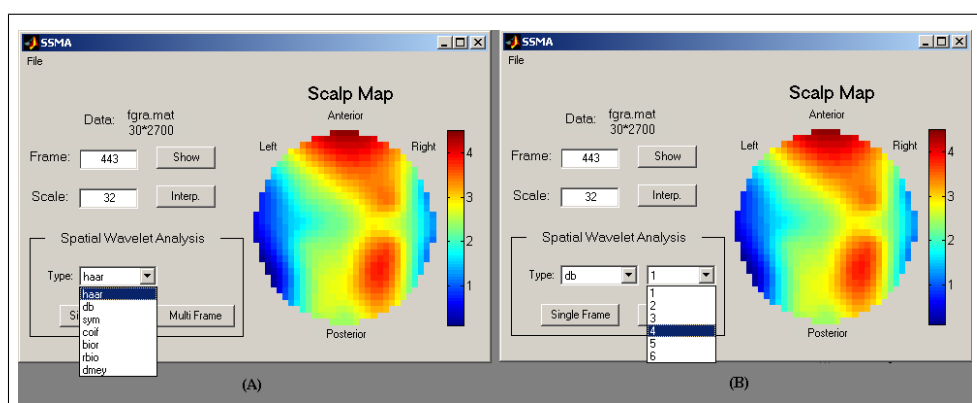 SSMA
File
Scalp Map
Data: fgra.mat
30*2700
Anterior
Left
Right
Frame: 443 Show
Scale: 32 Interp.
4
3
2
1
Spatial Wavelet Analysis
Type: haar
haar
db
sym
coif
bior
rbio
dmey
Si
Multi Frame
Posterior
(A)
SSMA
File
Scalp Map
Data: fgra.mat
30*2700
Anterior
Left
Right
Frame: 443 Show
Scale: 32 Interp.
4
3
2
1
Spatial Wavelet Analysis
Type: db 1
1
2
3
4
5
6
Single Frame
Posterior
(B)